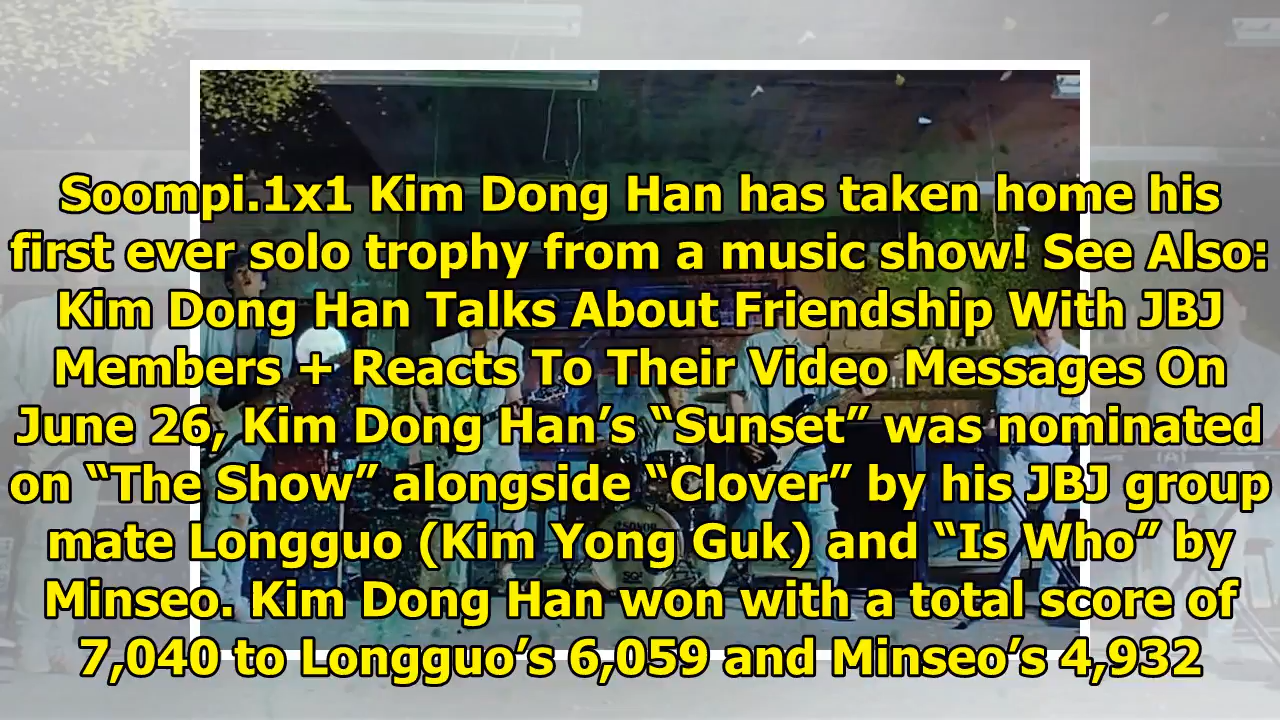 Soompi.1x1 Kim Dong Han has taken home his
first ever solo trophy from a music show! See Also:
Kim Dong Han Talks About Friendship With JBJ
Members + Reacts To Their Video Messages On
June 26, Kim Dong Han’s “Sunset” was nominated
on “The Show” alongside “Clover” by his JBJ group
mate Longguo (Kim Yong Guk) and “Is Who” by
Minseo. Kim Dong Han won with a total score of
7,040 to Longguo’s 6,059 and Minseo’s 4,932
SONOR